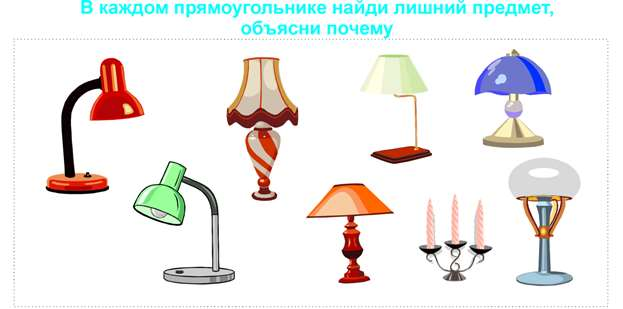 В каждом прямоугольнике найди лишний предмет,
объясни почему